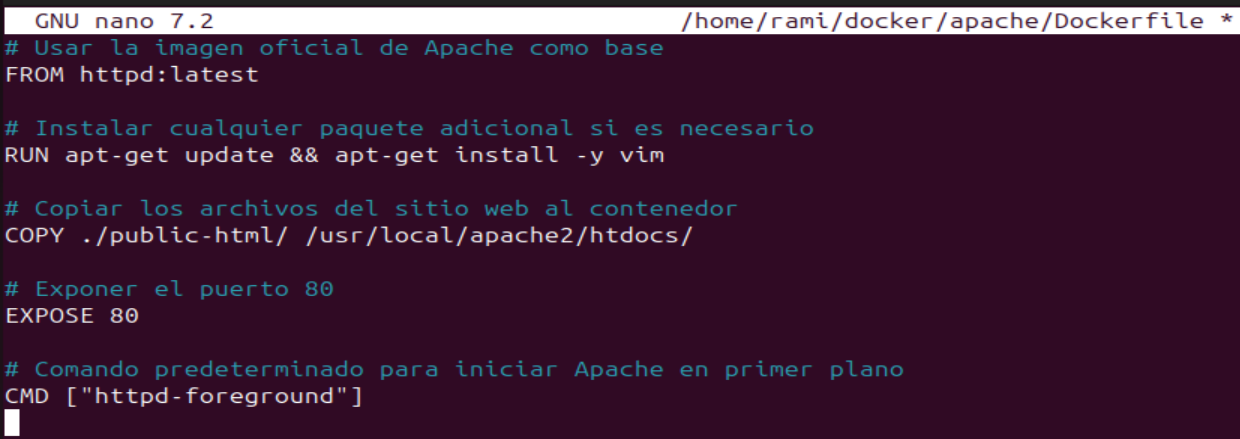 GNU nano 7.2 /home/rami/docker/apache/Dockerfile *
# Usar la imagen oficial de Apache como base
FROM httpd:latest
# Instalar cualquier paquete adicional si es necesario
RUN apt-get update && apt-get install -y vim
# Copiar los archivos del sitio web al contenedor
COPY ./public-html/ /usr/local/apache2/htdocs/
# Exponer el puerto 80
EXPOSE 80
# Comando predeterminado para iniciar Apache en primer plano
CMD ["httpd-foreground"]